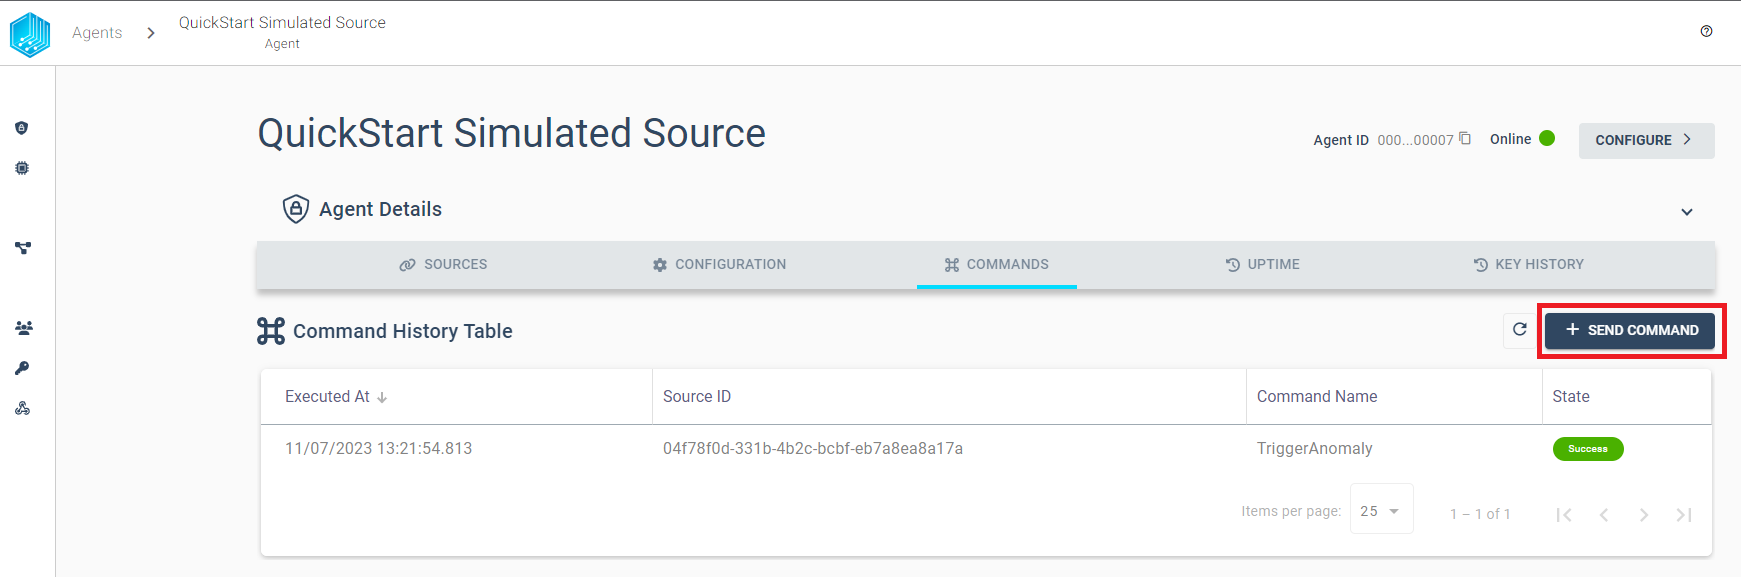 Agents
QuickStart Simulated Source
Agent
QuickStart Simulated Source
Agent ID 000...00007
Online
CONFIGURE
Agent Details
SOURCES
CONFIGURATION
COMMANDS
UPTIME
KEY HISTORY
Command History Table
+ SEND COMMAND
Executed At
Source ID
Command Name
State
11/07/2023 13:21:54.813
04f78f0d-331b-4b2c-bcbf-eb7a8ea8a17a
TriggerAnomaly
Success
Items per page: 25
1 – 1 of 1